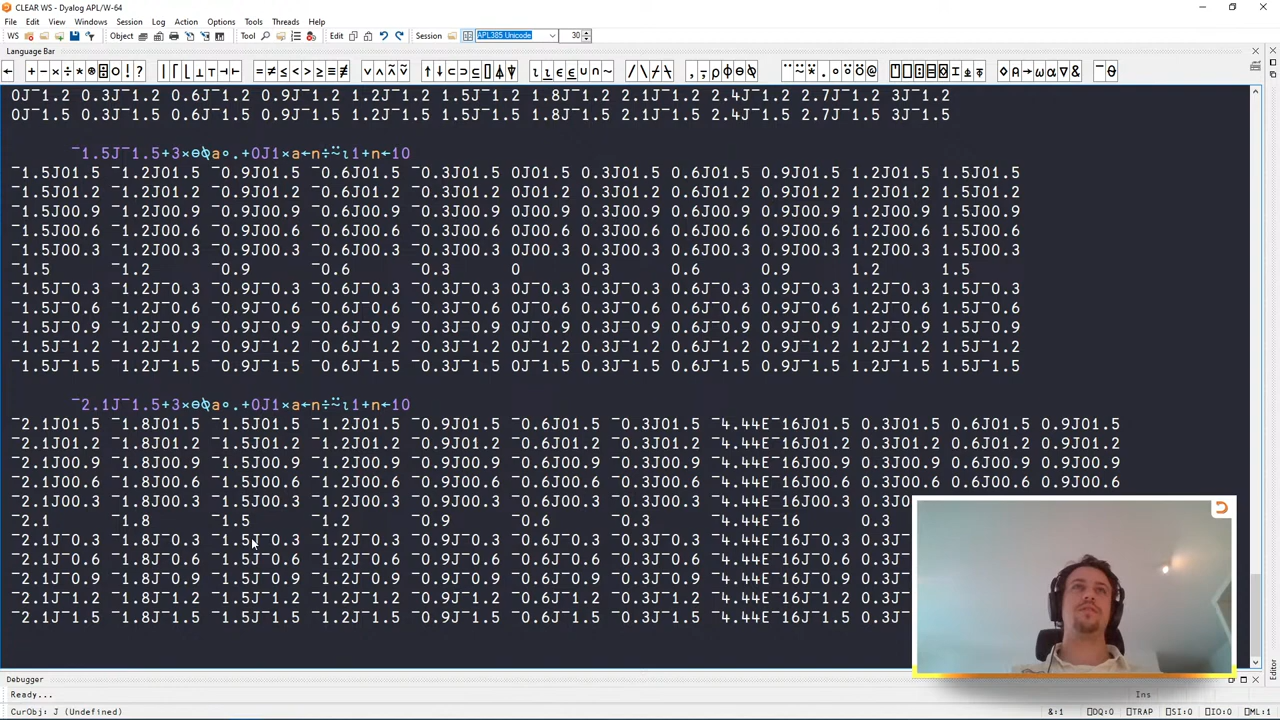 CLEAR WS - Dyalog APL/W-64
File Edit View Windows Session Log Action Options Tools Threads Help
WS Object Tool Edit Session APL385 Unicode 30
Language Bar
← +-×÷*⍟⌹○!? |⌈⌊⊥⊤⊣⊢ =≠≤<>≥≡≢ ∨∧⍲⍱ ↑↓⊂⊃⊆⌷⍋⍒ ⍳⍸∊⍷∪∩~ /\⌿⍀ ,⍪⍴⌽⊖⍉ ¨⍨⍣.∘⍤⍥@ ⍞⎕⍠⌸⌺⌶⍎⍕ ⋄⍝→⍵⍺∇& ¯⍬
0J¯1.2 0.3J¯1.2 0.6J¯1.2 0.9J¯1.2 1.2J¯1.2 1.5J¯1.2 1.8J¯1.2 2.1J¯1.2 2.4J¯1.2 2.7J¯1.2 3J¯1.2
0J¯1.5 0.3J¯1.5 0.6J¯1.5 0.9J¯1.5 1.2J¯1.5 1.5J¯1.5 1.8J¯1.5 2.1J¯1.5 2.4J¯1.5 2.7J¯1.5 3J¯1.5
¯1.5J¯1.5+3×⊖⍉a∘.+0J1×a←n÷⍨⍳1+n←10
¯1.5J01.5 ¯1.2J01.5 ¯0.9J01.5 ¯0.6J01.5 ¯0.3J01.5 0J01.5 0.3J01.5 0.6J01.5 0.9J01.5 1.2J01.5 1.5J01.5
¯1.5J01.2 ¯1.2J01.2 ¯0.9J01.2 ¯0.6J01.2 ¯0.3J01.2 0J01.2 0.3J01.2 0.6J01.2 0.9J01.2 1.2J01.2 1.5J01.2
¯1.5J00.9 ¯1.2J00.9 ¯0.9J00.9 ¯0.6J00.9 ¯0.3J00.9 0J00.9 0.3J00.9 0.6J00.9 0.9J00.9 1.2J00.9 1.5J00.9
¯1.5J00.6 ¯1.2J00.6 ¯0.9J00.6 ¯0.6J00.6 ¯0.3J00.6 0J00.6 0.3J00.6 0.6J00.6 0.9J00.6 1.2J00.6 1.5J00.6
¯1.5J00.3 ¯1.2J00.3 ¯0.9J00.3 ¯0.6J00.3 ¯0.3J00.3 0J00.3 0.3J00.3 0.6J00.3 0.9J00.3 1.2J00.3 1.5J00.3
¯1.5 ¯1.2 ¯0.9 ¯0.6 ¯0.3 0 0.3 0.6 0.9 1.2 1.5
¯1.5J¯0.3 ¯1.2J¯0.3 ¯0.9J¯0.3 ¯0.6J¯0.3 ¯0.3J¯0.3 0J¯0.3 0.3J¯0.3 0.6J¯0.3 0.9J¯0.3 1.2J¯0.3 1.5J¯0.3
¯1.5J¯0.6 ¯1.2J¯0.6 ¯0.9J¯0.6 ¯0.6J¯0.6 ¯0.3J¯0.6 0J¯0.6 0.3J¯0.6 0.6J¯0.6 0.9J¯0.6 1.2J¯0.6 1.5J¯0.6
¯1.5J¯0.9 ¯1.2J¯0.9 ¯0.9J¯0.9 ¯0.6J¯0.9 ¯0.3J¯0.9 0J¯0.9 0.3J¯0.9 0.6J¯0.9 0.9J¯0.9 1.2J¯0.9 1.5J¯0.9
¯1.5J¯1.2 ¯1.2J¯1.2 ¯0.9J¯1.2 ¯0.6J¯1.2 ¯0.3J¯1.2 0J¯1.2 0.3J¯1.2 0.6J¯1.2 0.9J¯1.2 1.2J¯1.2 1.5J¯1.2
¯1.5J¯1.5 ¯1.2J¯1.5 ¯0.9J¯1.5 ¯0.6J¯1.5 ¯0.3J¯1.5 0J¯1.5 0.3J¯1.5 0.6J¯1.5 0.9J¯1.5 1.2J¯1.5 1.5J¯1.5
¯2.1J¯1.5+3×⊖⍉a∘.+0J1×a←n÷⍨⍳1+n←10
¯2.1J01.5 ¯1.8J01.5 ¯1.5J01.5 ¯1.2J01.5 ¯0.9J01.5 ¯0.6J01.5 ¯0.3J01.5 ¯4.44E¯16J01.5 0.3J01.5 0.6J01.5 0.9J01.5
¯2.1J01.2 ¯1.8J01.2 ¯1.5J01.2 ¯1.2J01.2 ¯0.9J01.2 ¯0.6J01.2 ¯0.3J01.2 ¯4.44E¯16J01.2 0.3J01.2 0.6J01.2 0.9J01.2
¯2.1J00.9 ¯1.8J00.9 ¯1.5J00.9 ¯1.2J00.9 ¯0.9J00.9 ¯0.6J00.9 ¯0.3J00.9 ¯4.44E¯16J00.9 0.3J00.9 0.6J00.9 0.9J00.9
¯2.1J00.6 ¯1.8J00.6 ¯1.5J00.6 ¯1.2J00.6 ¯0.9J00.6 ¯0.6J00.6 ¯0.3J00.6 ¯4.44E¯16J00.6 0.3J00.6 0.6J00.6 0.9J00.6
¯2.1J00.3 ¯1.8J00.3 ¯1.5J00.3 ¯1.2J00.3 ¯0.9J00.3 ¯0.6J00.3 ¯0.3J00.3 ¯4.44E¯16J00.3 0.3J00
¯2.1 ¯1.8 ¯1.5 ¯1.2 ¯0.9 ¯0.6 ¯0.3 ¯4.44E¯16 0.3
¯2.1J¯0.3 ¯1.8J¯0.3 ¯1.5J¯0.3 ¯1.2J¯0.3 ¯0.9J¯0.3 ¯0.6J¯0.3 ¯0.3J¯0.3 ¯4.44E¯16J¯0.3 0.3J¯
¯2.1J¯0.6 ¯1.8J¯0.6 ¯1.5J¯0.6 ¯1.2J¯0.6 ¯0.9J¯0.6 ¯0.6J¯0.6 ¯0.3J¯0.6 ¯4.44E¯16J¯0.6 0.3J¯
¯2.1J¯0.9 ¯1.8J¯0.9 ¯1.5J¯0.9 ¯1.2J¯0.9 ¯0.9J¯0.9 ¯0.6J¯0.9 ¯0.3J¯0.9 ¯4.44E¯16J¯0.9 0.3J¯
¯2.1J¯1.2 ¯1.8J¯1.2 ¯1.5J¯1.2 ¯1.2J¯1.2 ¯0.9J¯1.2 ¯0.6J¯1.2 ¯0.3J¯1.2 ¯4.44E¯16J¯1.2 0.3J¯
¯2.1J¯1.5 ¯1.8J¯1.5 ¯1.5J¯1.5 ¯1.2J¯1.5 ¯0.9J¯1.5 ¯0.6J¯1.5 ¯0.3J¯1.5 ¯4.44E¯16J¯1.5 0.3J¯
Editor
Debugger
Ready... Ins
CurObj: J (Undefined) &:1 ⎕DQ:0 ⎕TRAP ⎕SI:0 ⎕IO:0 ⎕ML:1